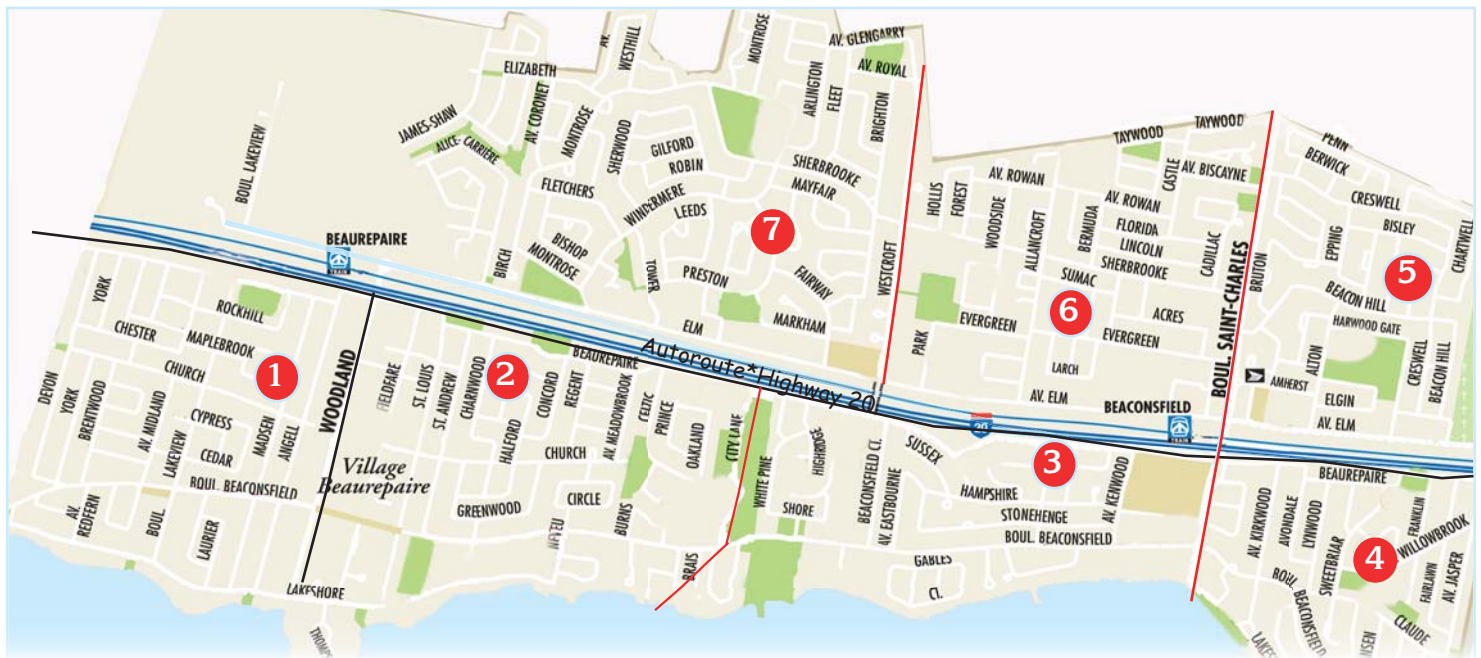 AV. GLENGARRY
AV. ROYAL
MONTROSE
AV.
WESTHILL
ELIZABETH
ARLINGTON
FLEET
BRIGHTON
JAMES-SHAW
ALICE-CARRIÈRE
AV. CORONET
MONTROSE
SHERWOOD
GILFORD
ROBIN
BOUL. LAKEVIEW
FLETCHERS
WINDERMERE
LEEDS
SHERBROOKE
MAYFAIR
7
BEAUREPAIRE
TRAIN
BIRCH
BISHOP
MONTROSE
TOWER
PRESTON
FAIRWAY
WESTCROFT
ELM
MARKHAM
TAYWOOD
TAYWOOD
CASTLE
AV. BISCAYNE
HOLLIS
FOREST
AV. ROWAN
WOODSIDE
ALLANCROFT
BERMUDA
AV. ROWAN
FLORIDA
LINCOLN
SHERBROOKE
CADILLAC
SUMAC
6
ACRES
PARK
EVERGREEN
EVERGREEN
LARCH
AV. ELM
BEACONSFIELD
TRAIN
BOUL. SAINT-CHARLES
PENN
BERWICK
CRESWELL
BISLEY
EPPING
CHARTWELL
BRUTON
5
BEACON HILL
HARWOOD GATE
ALTON
AMHERST
ELGIN
CRESWELL
BEACON HILL
AV. ELM
Autoroute*Highway 20
20
YORK
ROCKHILL
CHESTER
MAPLEBROOK
CHURCH
1
WOODLAND
DEVON
YORK
BRENTWOOD
AV. MIDLAND
CYPRESS
LAKEVIEW
CEDAR
MADSEN
ANGELL
BOUL. BEACONSFIELD
AV. REDFERN
BOUL.
LAURIER
LAKESHORE
Village
Beaurepaire
FIELDFARE
ST. LOUIS
ST. ANDREW
CHARNWOOD
2
HALFORD
CONCORD
REGENT
BEAUREPAIRE
AV. MEADOWBROOK
CELTIC
PRINCE
OAKLAND
CITY LANE
CHURCH
CIRCLE
GREENWOOD
NEVEU
BURNS
BRAIS
WHITE PINE
HIGHRIDGE
SHORE
BEACONSFIELD CT.
AV. EASTBOURNE
SUSSEX
3
HAMPSHIRE
STONEHENGE
AV. KENWOOD
BOUL. BEACONSFIELD
GABLES
CT.
BEAUREPAIRE
AV. KIRKWOOD
AVONDALE
LYNWOOD
SWEETBRIAR
4
FRANKLIN
WILLOWBROOK
FAIRLAWN
AV. JASPER
CLAUDE
BOUL. BEACONSFIELD